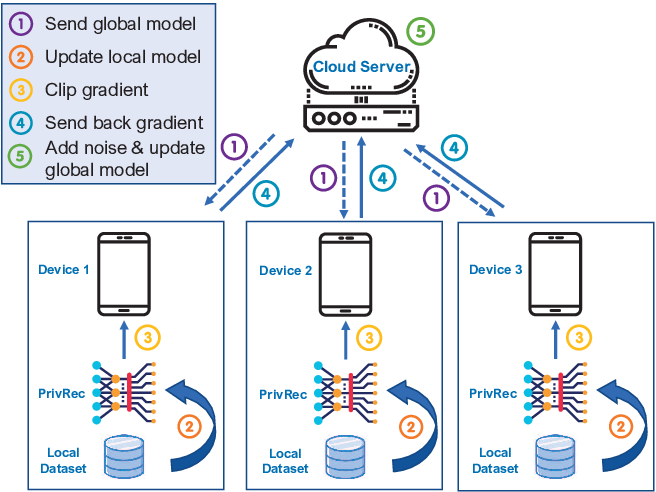 1 Send global model
2 Update local model
3 Clip gradient
4 Send back gradient
5 Add noise & update
global model
5
Cloud Server
1
4
1
4
4
1
Device 1
Device 2
Device 3
3
3
3
PrivRec
PrivRec
PrivRec
2
2
2
Local
Dataset
Local
Dataset
Local
Dataset